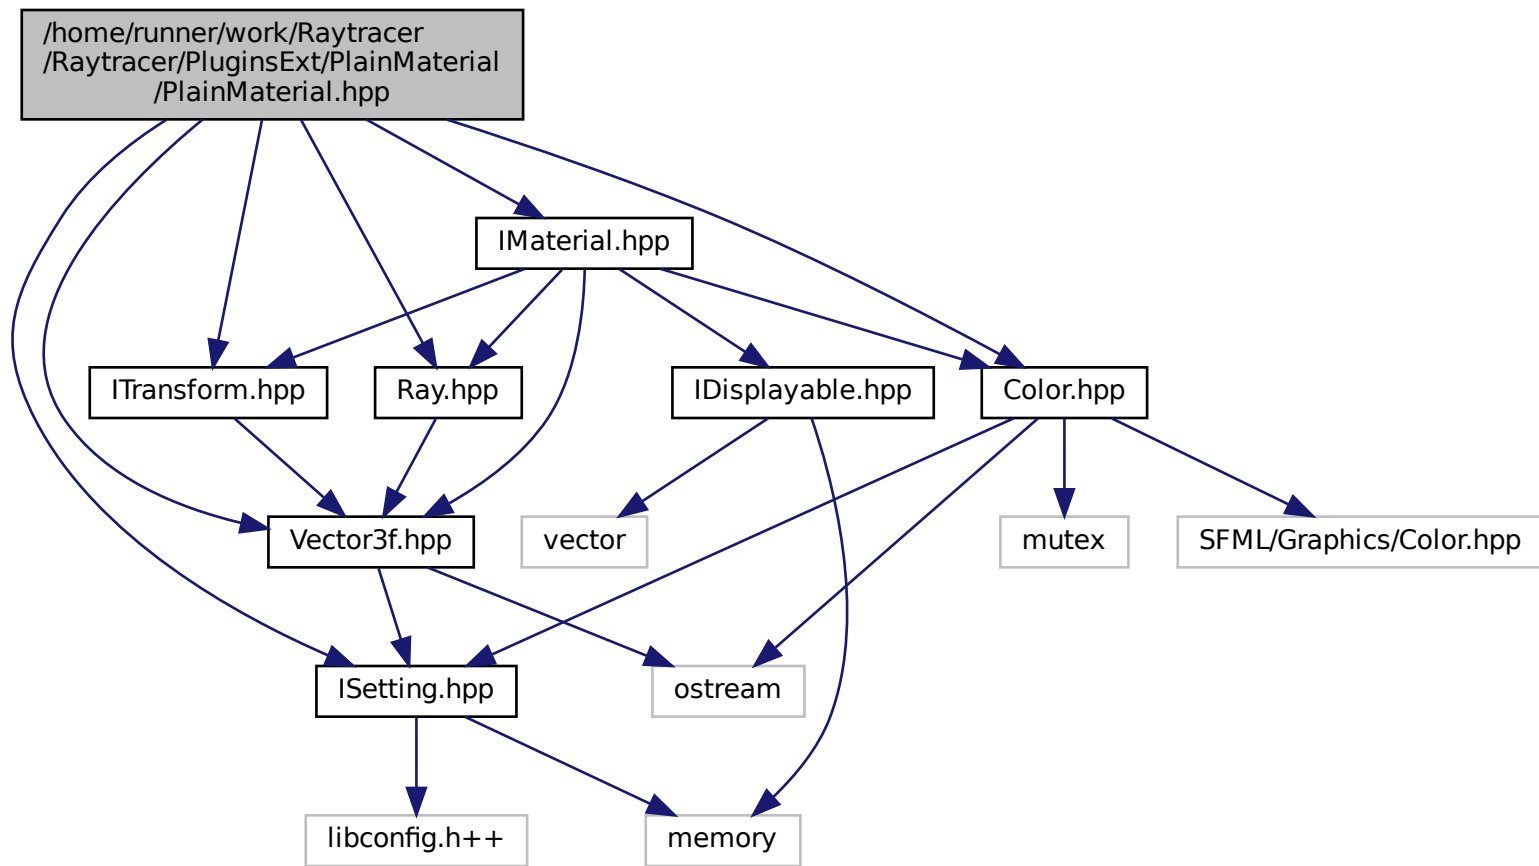 /home/runner/work/Raytracer
/Raytracer/PluginsExt/PlainMaterial
/PlainMaterial.hpp
IMaterial.hpp
ITransform.hpp
Ray.hpp
IDisplayable.hpp
Color.hpp
Vector3f.hpp
vector
mutex
SFML/Graphics/Color.hpp
ISetting.hpp
ostream
libconfig.h++
memory